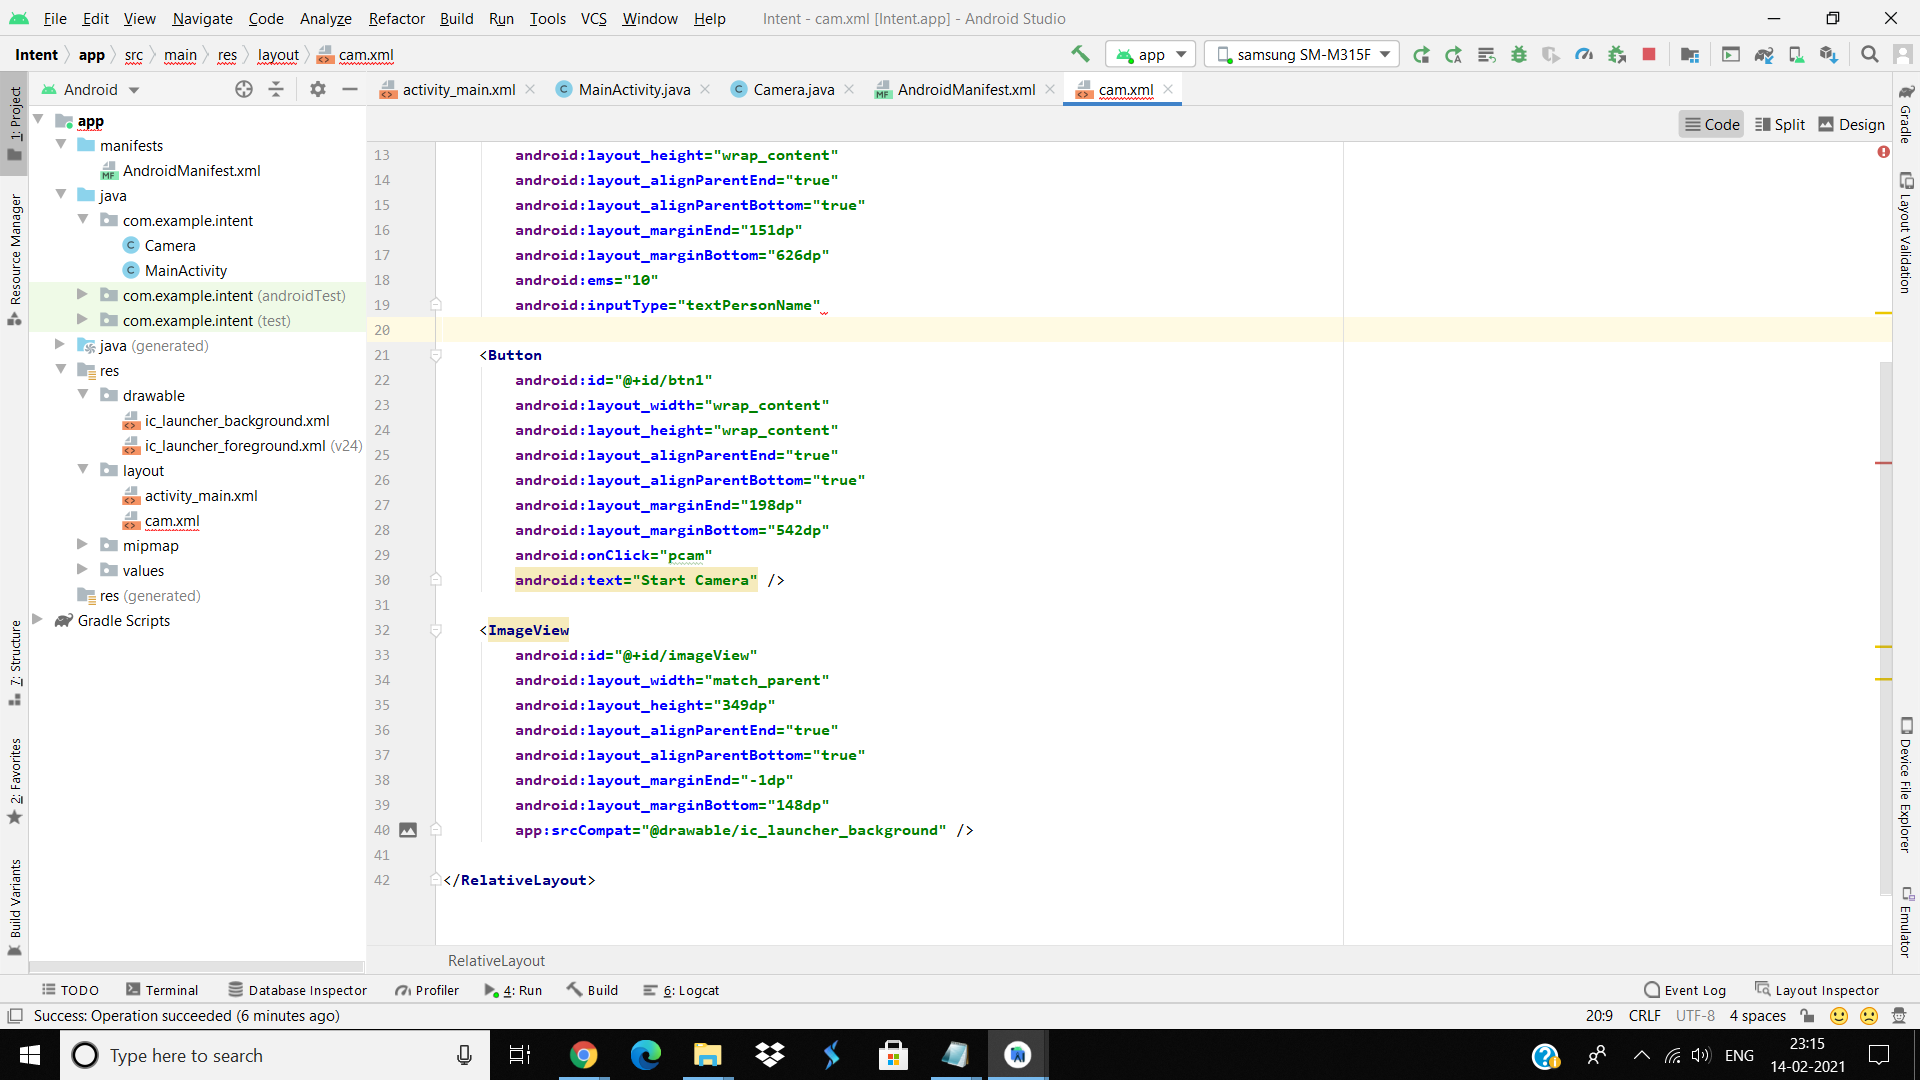 File Edit View Navigate Code Analyze Refactor Build Run Tools VCS Window Help Intent - cam.xml [Intent.app] - Android Studio
Intent app src main res layout cam.xml app samsung SM-M315F
Android activity_main.xml MainActivity.java Camera.java AndroidManifest.xml cam.xml
Code Split Design
1: Project
Resource Manager
7: Structure
2: Favorites
Build Variants
app
manifests
AndroidManifest.xml
java
com.example.intent
Camera
MainActivity
com.example.intent (androidTest)
com.example.intent (test)
java (generated)
res
drawable
ic_launcher_background.xml
ic_launcher_foreground.xml (v24)
layout
activity_main.xml
cam.xml
mipmap
values
res (generated)
Gradle Scripts
13 android:layout_height="wrap_content"
14 android:layout_alignParentEnd="true"
15 android:layout_alignParentBottom="true"
16 android:layout_marginEnd="151dp"
17 android:layout_marginBottom="626dp"
18 android:ems="10"
19 android:inputType="textPersonName"
20
21 <Button
22 android:id="@+id/btn1"
23 android:layout_width="wrap_content"
24 android:layout_height="wrap_content"
25 android:layout_alignParentEnd="true"
26 android:layout_alignParentBottom="true"
27 android:layout_marginEnd="198dp"
28 android:layout_marginBottom="542dp"
29 android:onClick="pcam"
30 android:text="Start Camera" />
31
32 <ImageView
33 android:id="@+id/imageView"
34 android:layout_width="match_parent"
35 android:layout_height="349dp"
36 android:layout_alignParentEnd="true"
37 android:layout_alignParentBottom="true"
38 android:layout_marginEnd="-1dp"
39 android:layout_marginBottom="148dp"
40 app:srcCompat="@drawable/ic_launcher_background" />
41
42 </RelativeLayout>
RelativeLayout
Gradle
Layout Validation
Device File Explorer
Emulator
TODO Terminal Database Inspector Profiler 4: Run Build 6: Logcat Event Log Layout Inspector
Success: Operation succeeded (6 minutes ago) 20:9 CRLF UTF-8 4 spaces
Type here to search ENG 23:15
14-02-2021